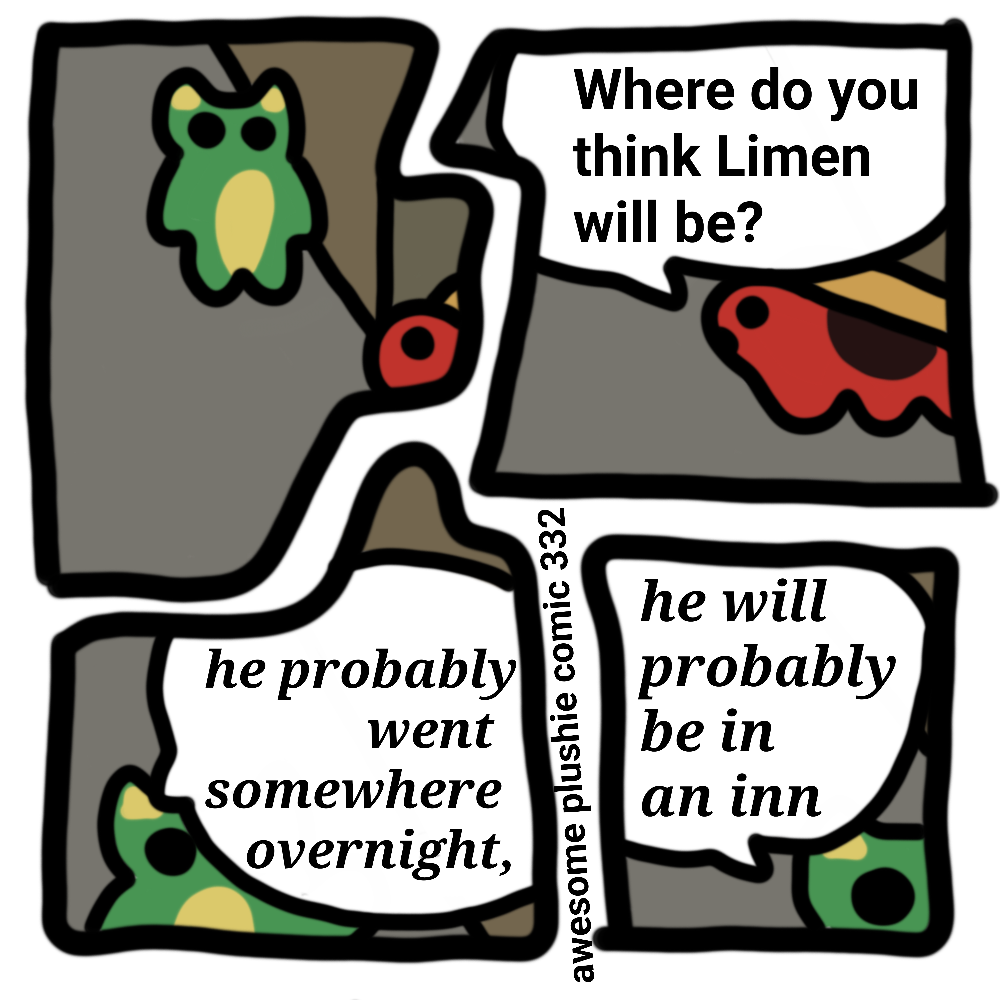 Where do you
think Limen
will be?
he probably
went
somewhere
overnight,
awesome plushie comic 332
he will
probably
be in
an inn